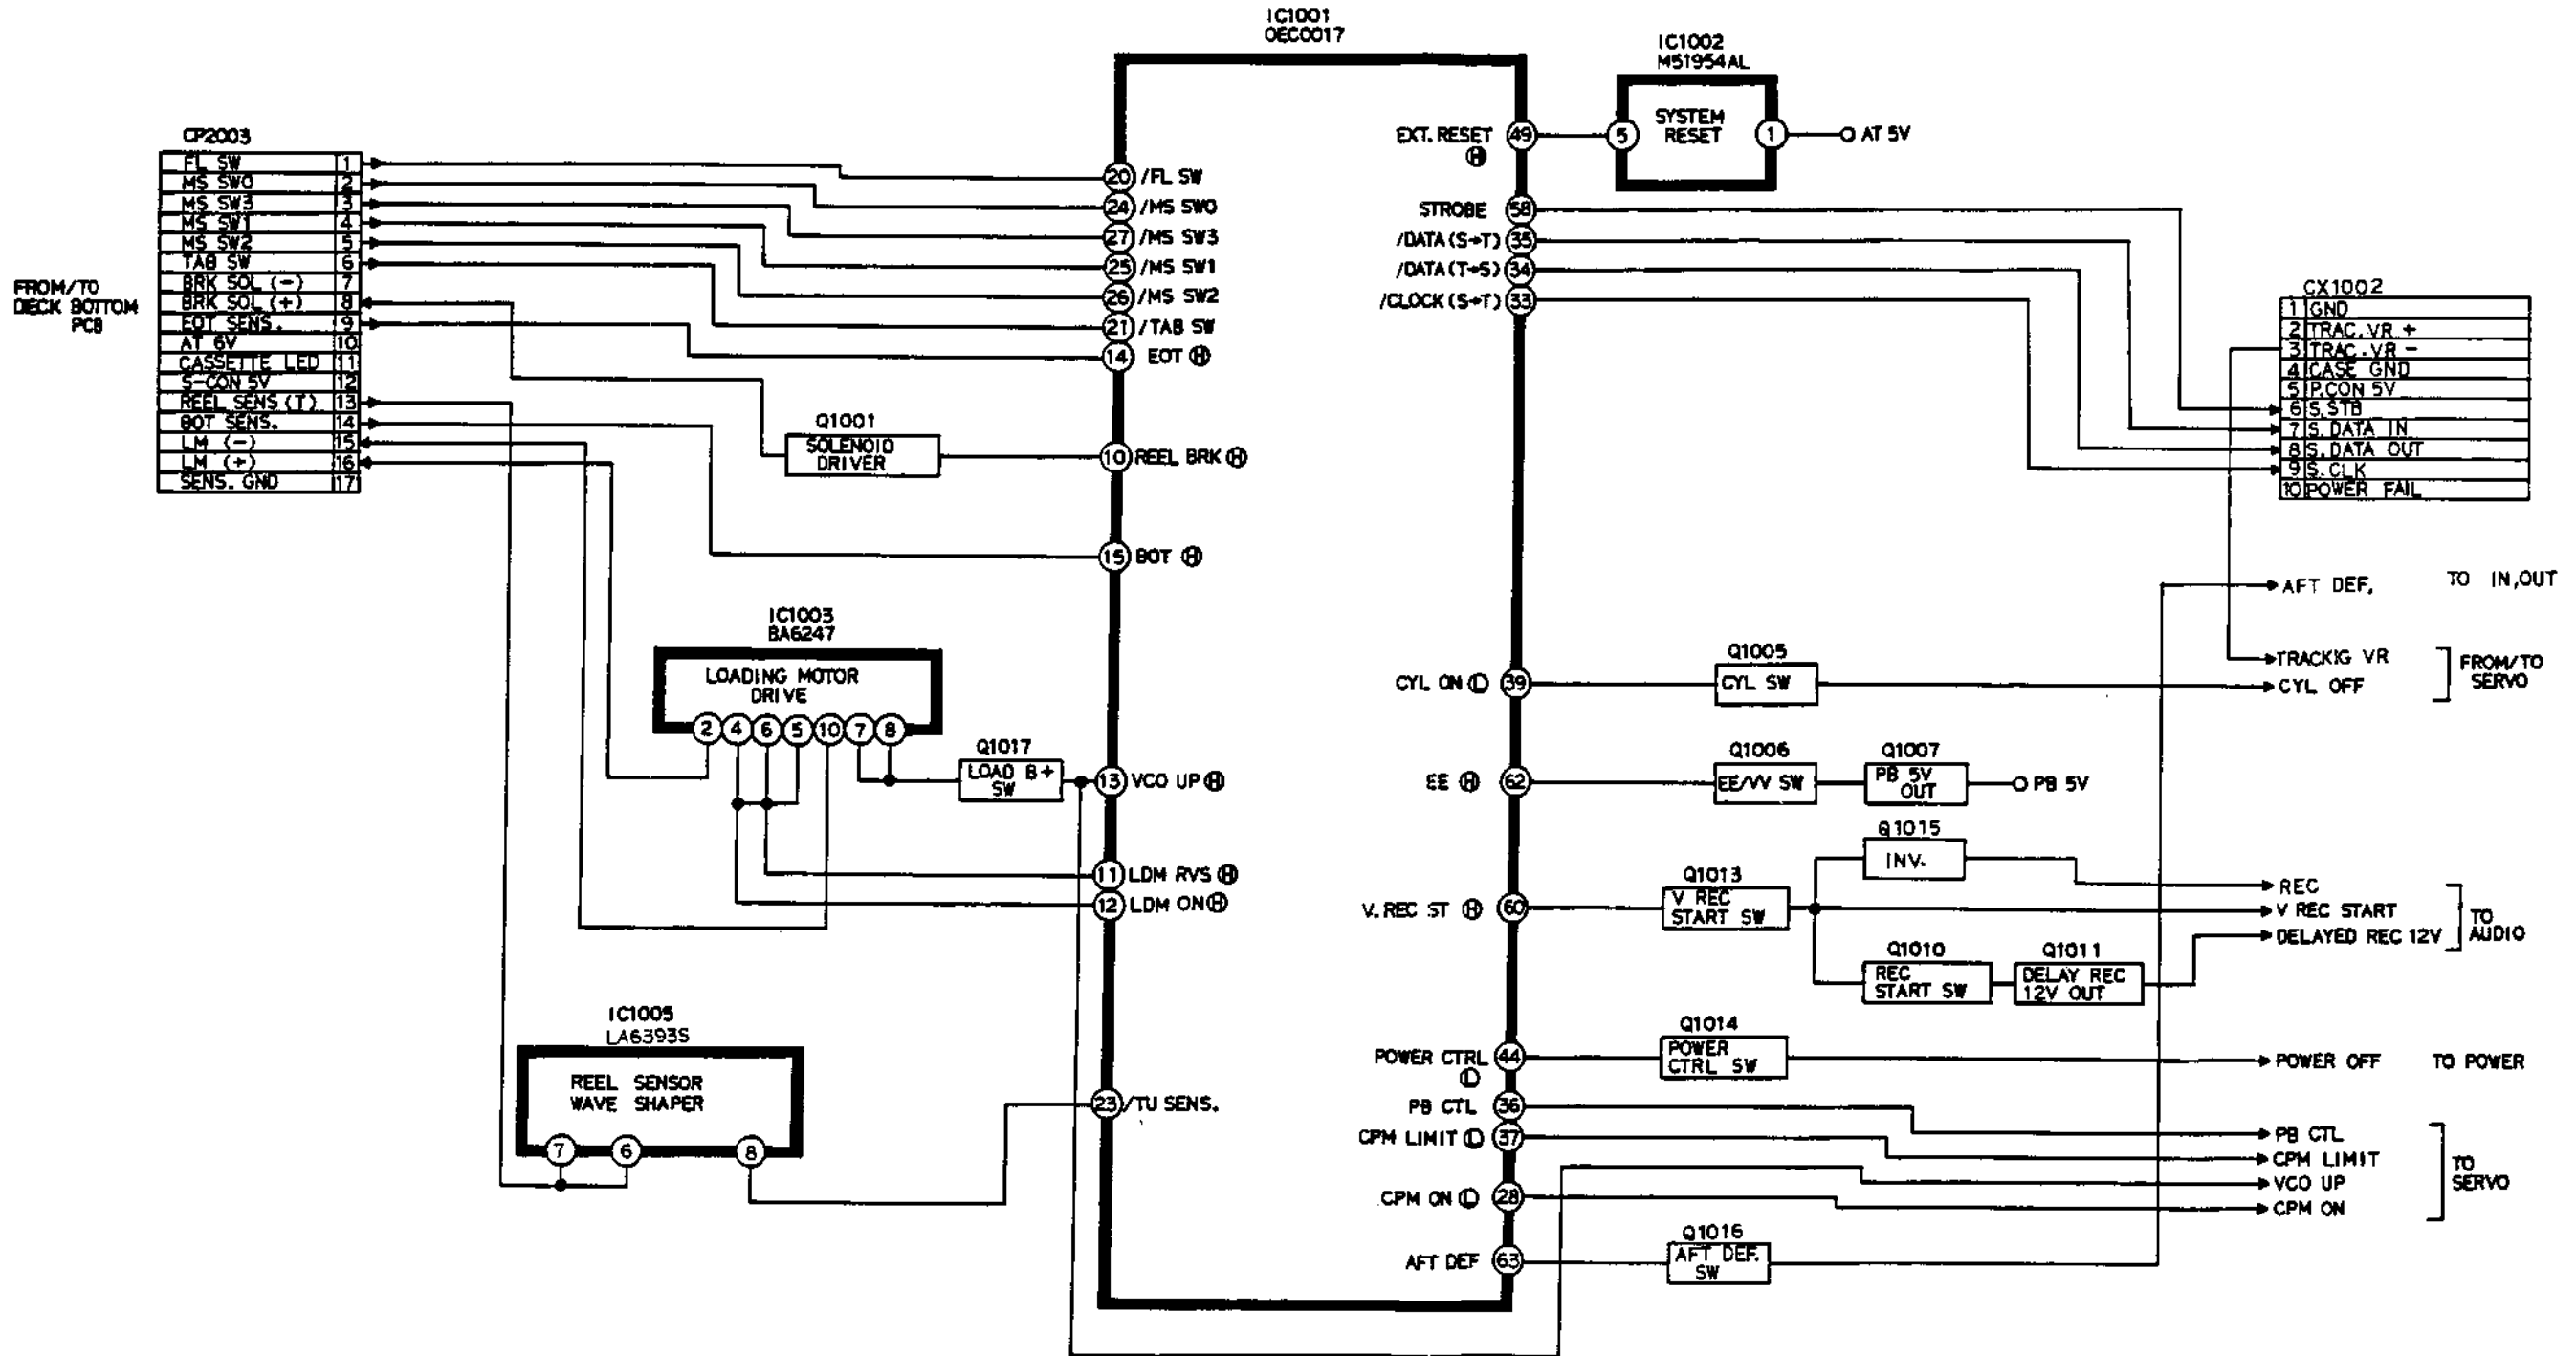 IC1001
OEC0017
IC1002
M51954AL
SYSTEM
RESET
5
1
AT 5V
EXT. RESET 49
H
CP2003
FL SW 1
MS SW0 2
MS SW3 3
MS SW1 4
MS SW2 5
TAB SW 6
BRK SOL (-) 7
BRK SOL (+) 8
EOT SENS. 9
AT 6V 10
CASSETTE LED 11
S-CON 5V 12
REEL SENS (T) 13
BOT SENS. 14
LM (-) 15
LM (+) 16
SENS. GND 17
FROM/TO
DECK BOTTOM
PCB
20 /FL SW
24 /MS SW0
27 /MS SW3
25 /MS SW1
26 /MS SW2
21 /TAB SW
14 EOT H
Q1001
SOLENOID
DRIVER
10 REEL BRK H
15 BOT H
IC1003
BA6247
LOADING MOTOR
DRIVE
2 4 6 5 10 7 8
Q1017
LOAD B+
SW
13 VCO UP H
11 LDM RVS H
12 LDM ON H
IC1005
LA6393S
REEL SENSOR
WAVE SHAPER
7 6 8
23 /TU SENS.
STROBE 58
/DATA (S→T) 35
/DATA (T→S) 34
/CLOCK (S→T) 33
CX1002
1 GND
2 TRAC. VR +
3 TRAC. VR -
4 CASE GND
5 P.CON 5V
6 S.STB
7 S. DATA IN
8 S. DATA OUT
9 S. CLK
10 POWER FAIL
AFT DEF. TO IN,OUT
TRACKIG VR
CYL OFF
FROM/TO
SERVO
CYL ON L 39
Q1005
CYL SW
EE H 62
Q1006
EE/VV SW
Q1007
PB 5V
OUT
PB 5V
Q1015
INV.
V. REC ST H 60
Q1013
V REC
START SW
REC
V REC START
DELAYED REC 12V
TO
AUDIO
Q1010
REC
START SW
Q1011
DELAY REC
12V OUT
POWER CTRL 44
L
Q1014
POWER
CTRL SW
POWER OFF TO POWER
PB CTL 36
CPM LIMIT L 37
CPM ON L 28
PB CTL
CPM LIMIT
VCO UP
CPM ON
TO
SERVO
AFT DEF 63
Q1016
AFT DEF.
SW